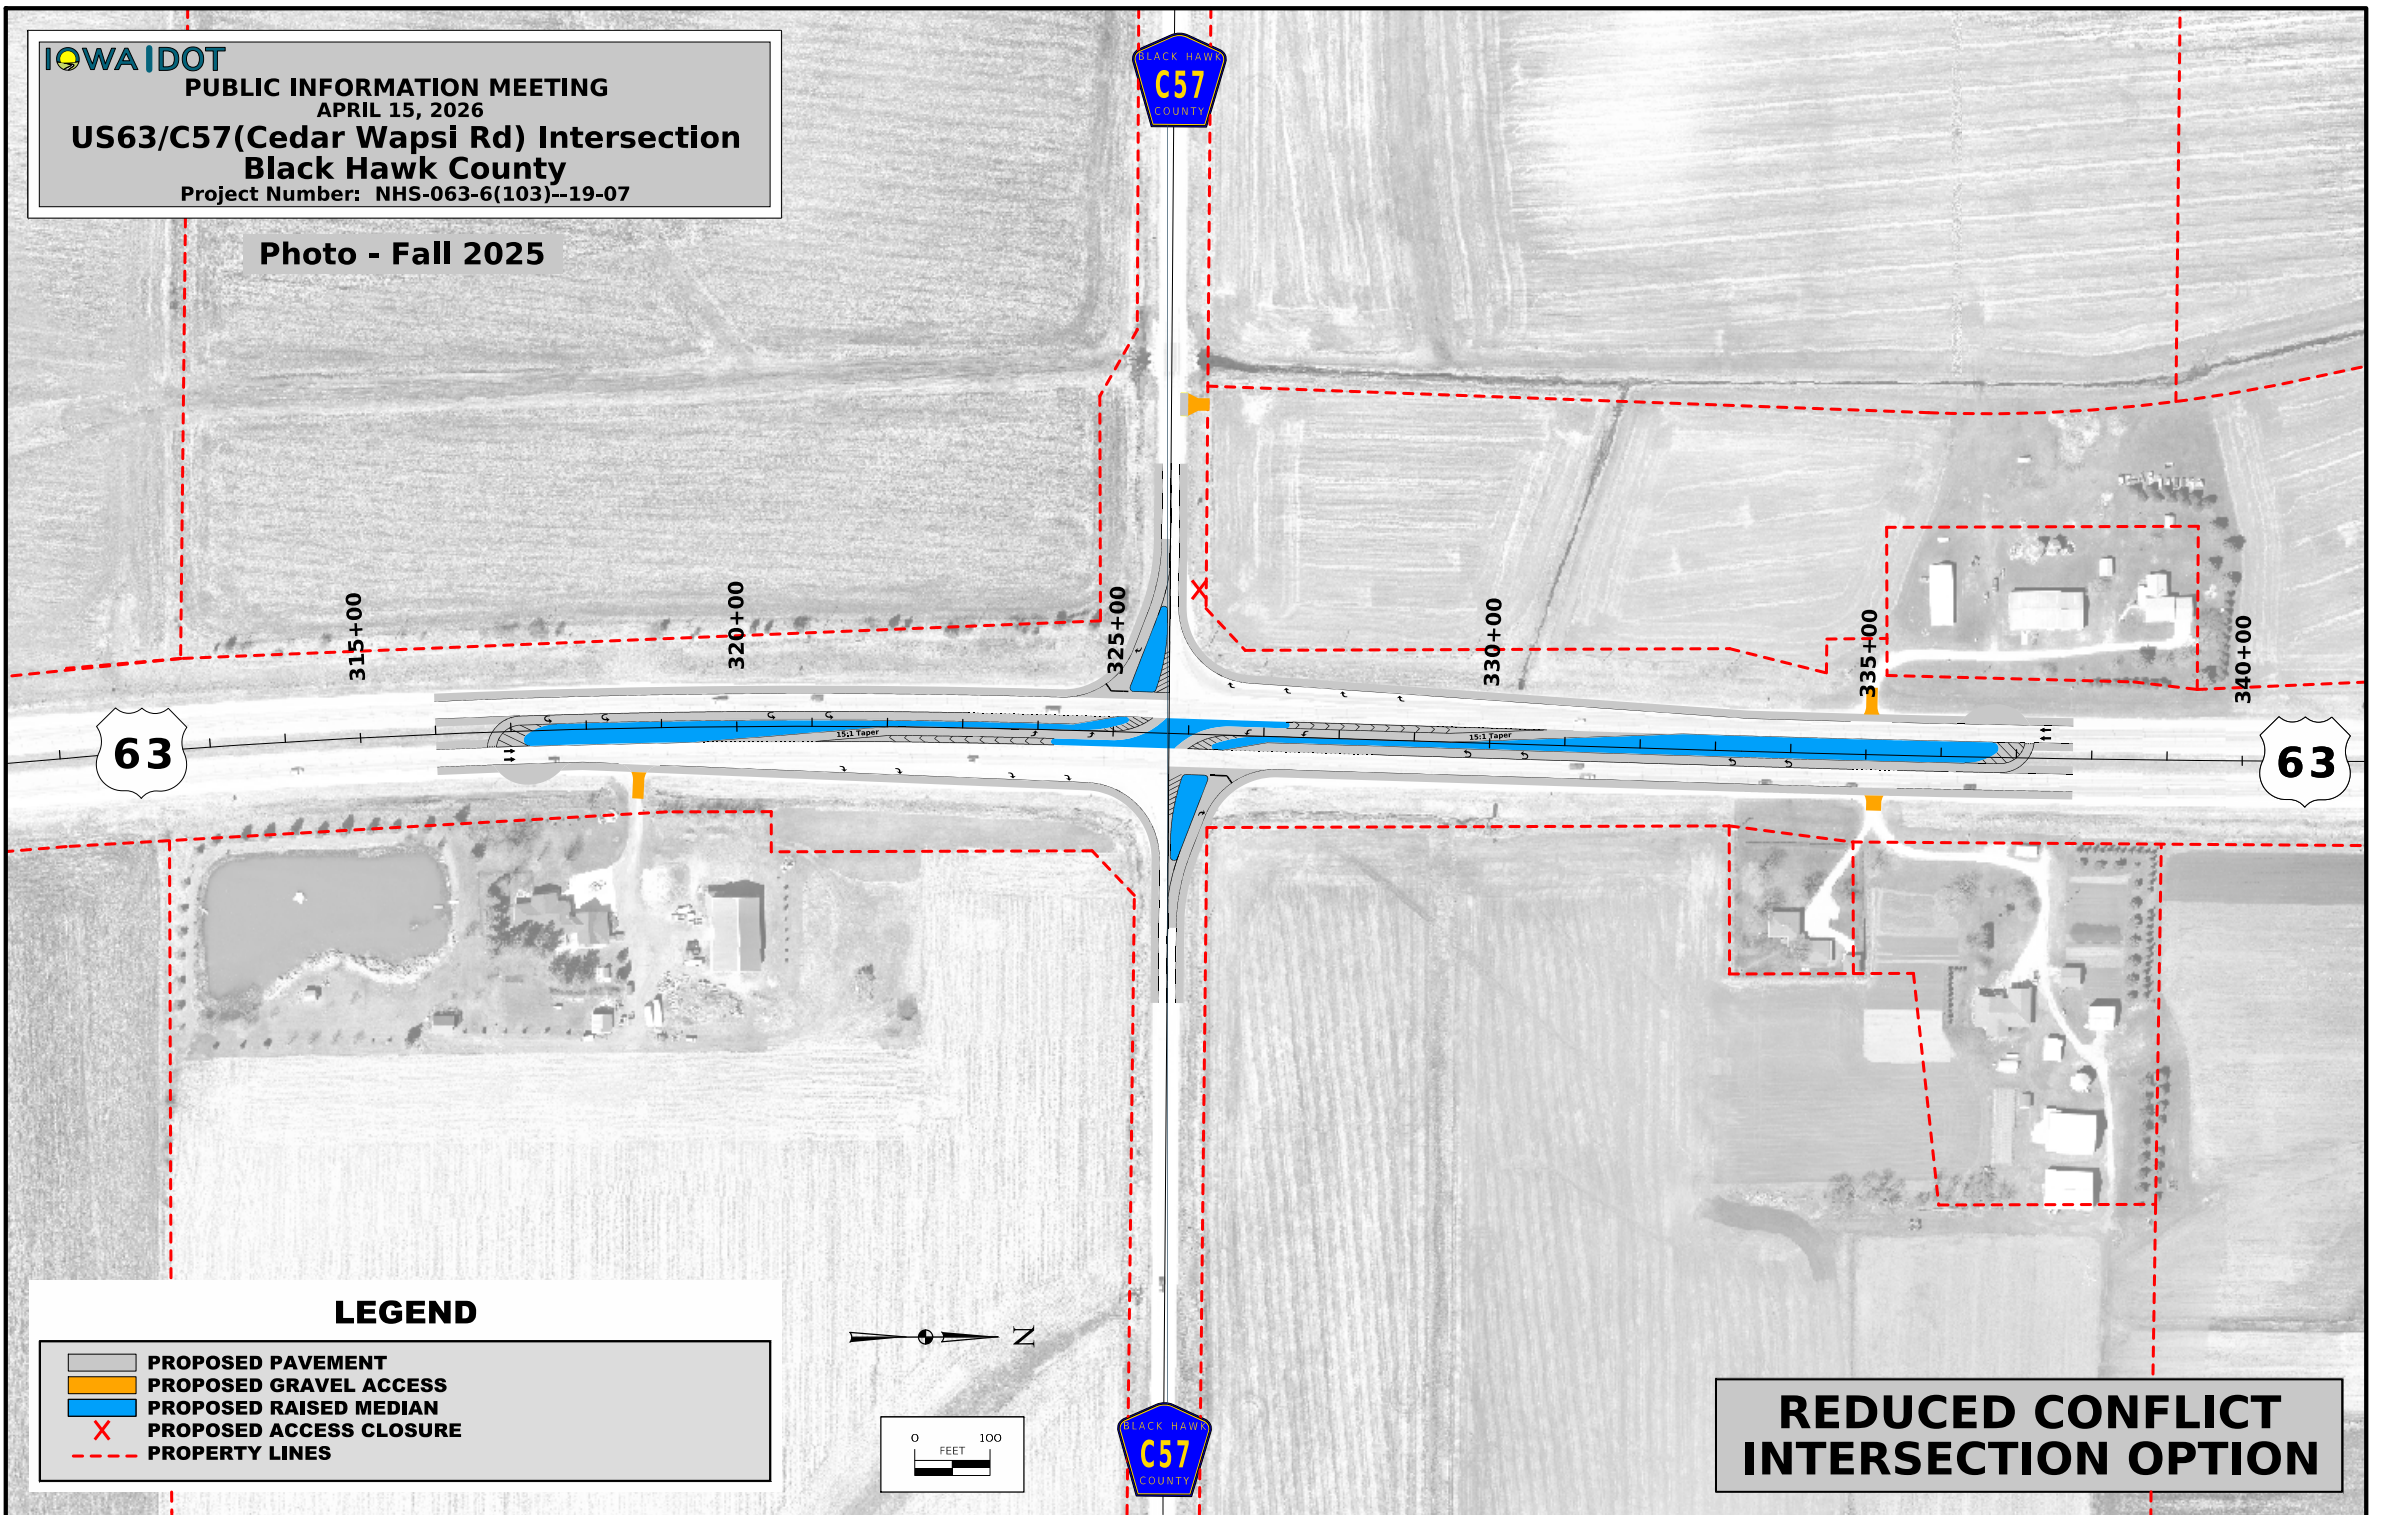 IOWA DOT
PUBLIC INFORMATION MEETING
APRIL 15, 2026
US63/C57(Cedar Wapsi Rd) Intersection
Black Hawk County
Project Number: NHS-063-6(103)--19-07
Photo - Fall 2025
BLACK HAWK
C57
COUNTY
315+00
320+00
325+00
330+00
335+00
340+00
63
15:1 Taper
15:1 Taper
63
LEGEND
PROPOSED PAVEMENT
PROPOSED GRAVEL ACCESS
PROPOSED RAISED MEDIAN
PROPOSED ACCESS CLOSURE
PROPERTY LINES
N
0 100
FEET
BLACK HAWK
C57
COUNTY
REDUCED CONFLICT
INTERSECTION OPTION